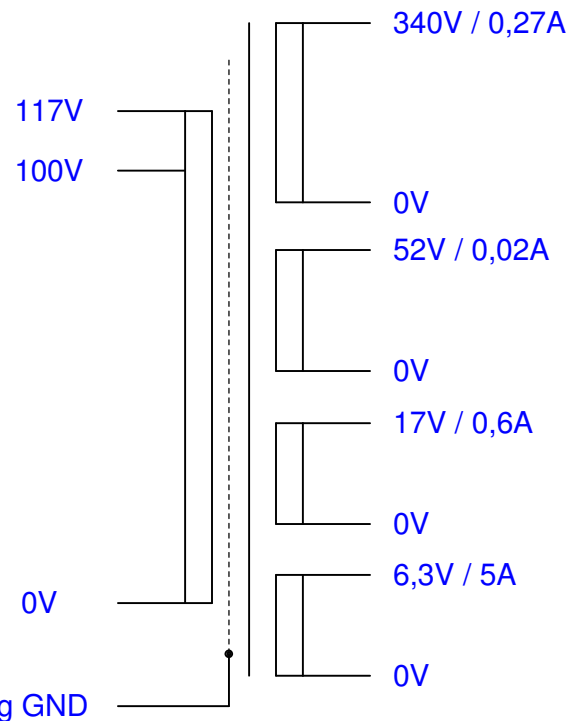 117V
100V
0V
g GND
340V / 0,27A
0V
52V / 0,02A
0V
17V / 0,6A
0V
6,3V / 5A
0V